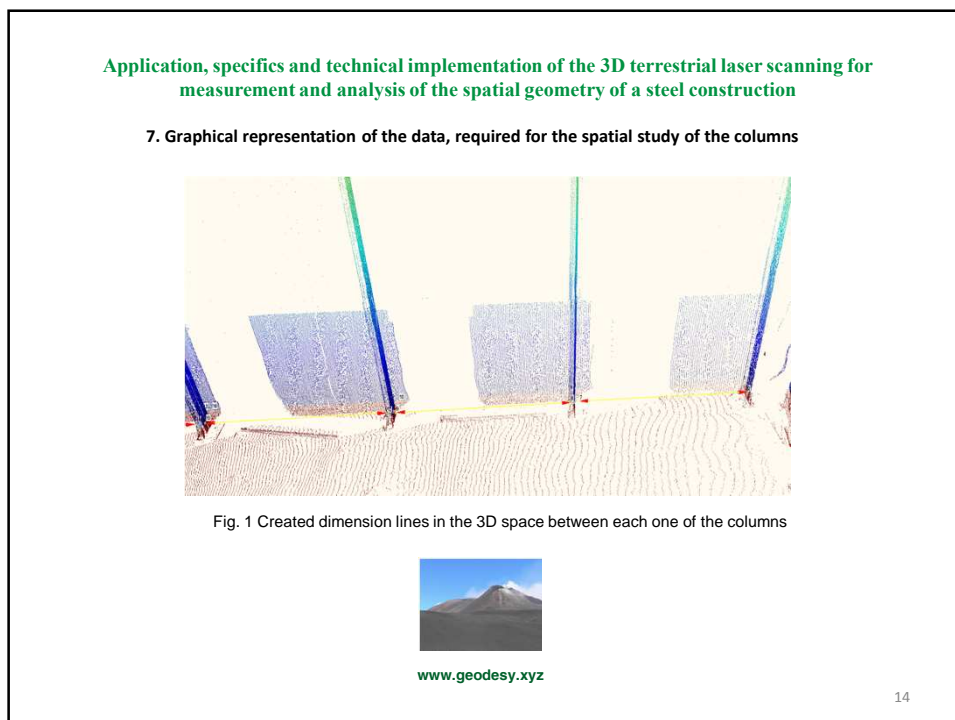 Application, specifics and technical implementation of the 3D terrestrial laser scanning for
measurement and analysis of the spatial geometry of a steel construction
7. Graphical representation of the data, required for the spatial study of the columns
Fig. 1 Created dimension lines in the 3D space between each one of the columns
www.geodesy.xyz
14